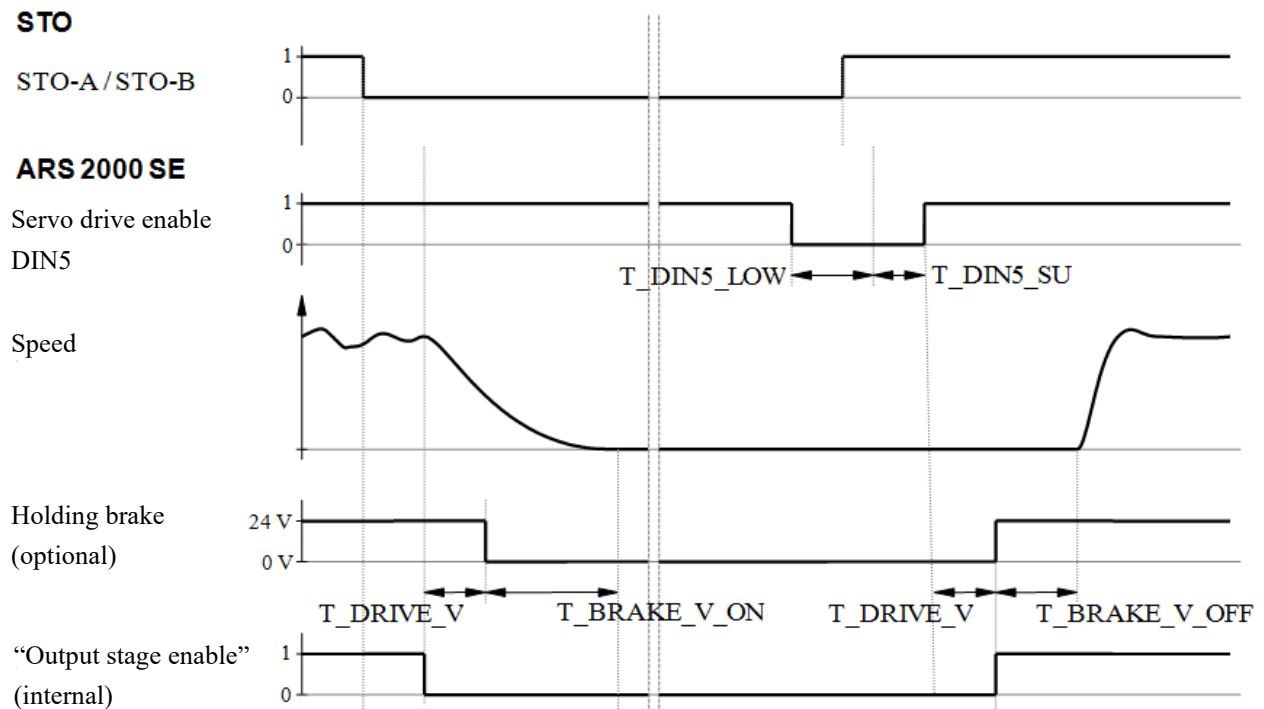 STO
1
STO-A / STO-B
0
ARS 2000 SE
1
Servo drive enable
DIN5
0
T_DIN5_LOW T_DIN5_SU
Speed
Holding brake
24 V
(optional)
0 V
T_DRIVE_V T_BRAKE_V_ON T_DRIVE_V T_BRAKE_V_OFF
“Output stage enable”
1
(internal)
0